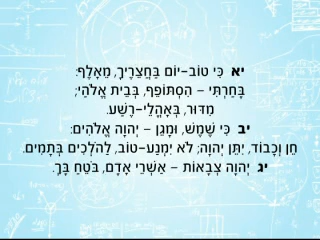 יא  כִּי טוֹב-יוֹם בַּחֲצֵרֶיךָ, מֵאָלֶף:
בָּחַרְתִּי – הִסְתּוֹפֵף, בְּבֵית אֱלֹהַי;
מִדּוּר, בְּאָהֳלֵי-רֶשַׁע.
יב  כִּי שֶׁמֶשׁ, וּמָגֵן – יְהוָה אֱלֹהִים:
חֵן וְכָבוֹד, יִתֵּן יְהוָה; לֹא יִמְנַע-טוֹב, לַהֹלְכִים בְּתָמִים.
יג  יְהוָה צְבָאוֹת – אַשְׁרֵי אָדָם, בֹּטֵחַ בָּךְ.